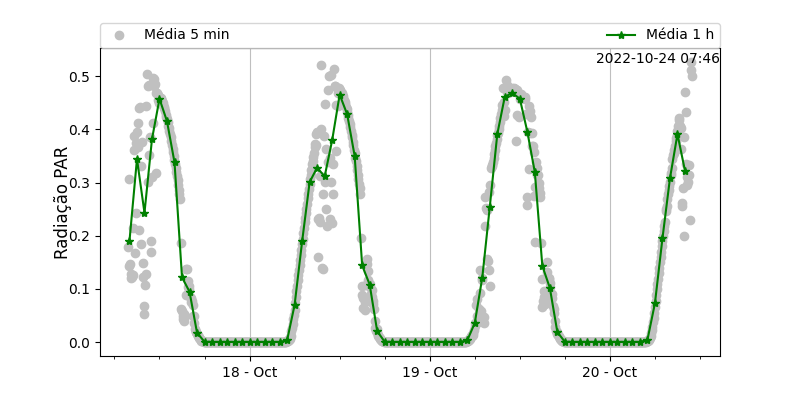 Média 5 min
Média 1 h
2022-10-24 07:46
Radiação PAR
0.5
0.4
0.3
0.2
0.1
0.0
18 - Oct
19 - Oct
20 - Oct